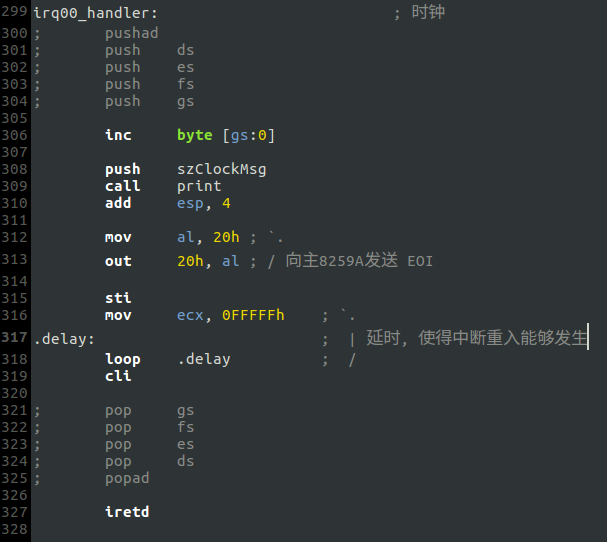 299 irq00_handler:                          ; 时钟
300 ;       pushad
301 ;       push    ds
302 ;       push    es
303 ;       push    fs
304 ;       push    gs
305
306         inc     byte [gs:0]
307
308         push    szClockMsg
309         call    print
310         add     esp, 4
311
312         mov     al, 20h ; `.
313         out     20h, al ; / 向主8259A发送 EOI
314
315         sti
316         mov     ecx, 0FFFFFh    ; `.
317 .delay:                         ;  | 延时, 使得中断重入能够发生
318         loop    .delay          ;  /
319         cli
320
321 ;       pop     gs
322 ;       pop     fs
323 ;       pop     es
324 ;       pop     ds
325 ;       popad
326
327         iretd
328